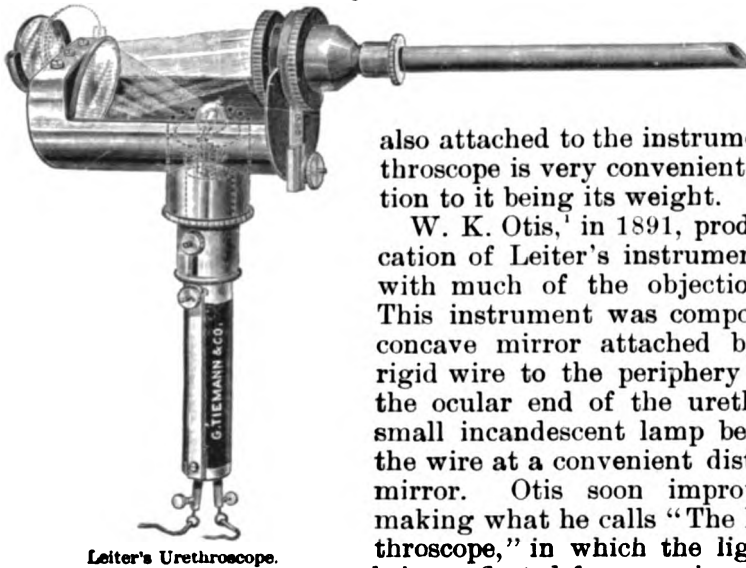 also attached to the instrume
throscope is very convenient
tion to it being its weight.
W. K. Otis,¹ in 1891, prod
cation of Leiter's instrumen
with much of the objectio
This instrument was compo
concave mirror attached b
rigid wire to the periphery
the ocular end of the ureth
small incandescent lamp be
the wire at a convenient dist
mirror. Otis soon improv
making what he calls “The
throscope,” in which the lig
G. TIEMANN & CO.
Leiter's Urethroscope.